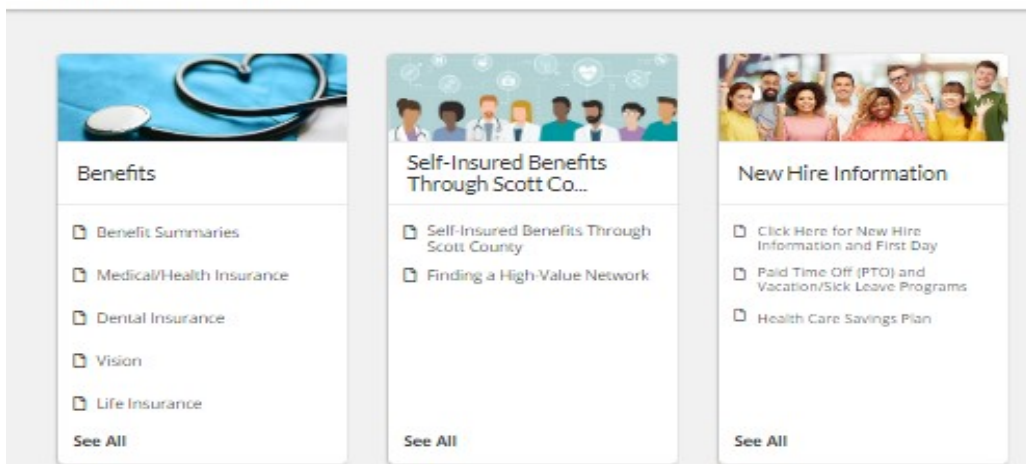 Benefits
Benefit Summaries
Medical/Health Insurance
Dental Insurance
Vision
Life Insurance
See All
Self-Insured Benefits
Through Scott Co...
Self-Insured Benefits Through
Scott County
Finding a High-Value Network
See All
New Hire Information
Click Here for New Hire
Information and First Day
Paid Time Off (PTO) and
Vacation/Sick Leave Programs
Health Care Savings Plan
See All